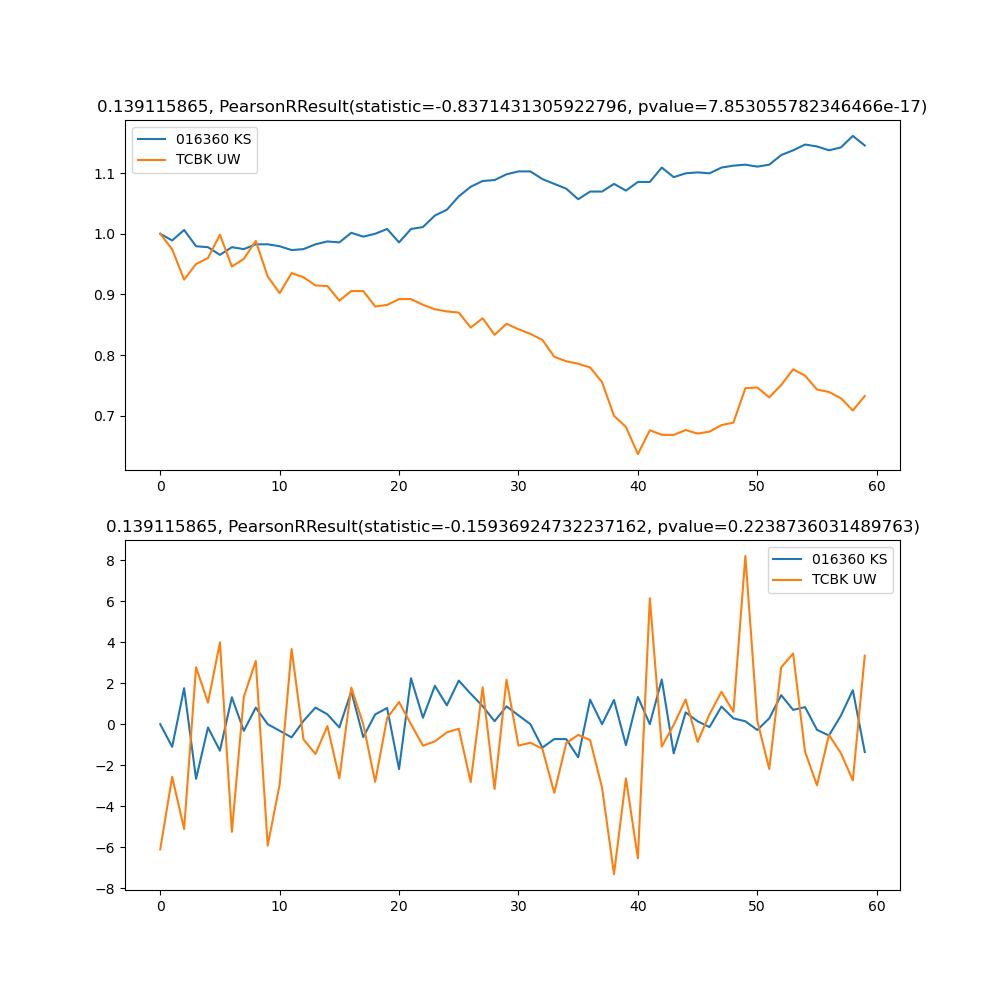 0.139115865, PearsonRResult(statistic=-0.8371431305922796, pvalue=7.853055782346466e-17)
016360 KS
TCBK UW
1.1
1.0
0.9
0.8
0.7
0 10 20 30 40 50 60
0.139115865, PearsonRResult(statistic=-0.15936924732237162, pvalue=0.2238736031489763)
016360 KS
TCBK UW
8
6
4
2
0
−2
−4
−6
−8
0 10 20 30 40 50 60